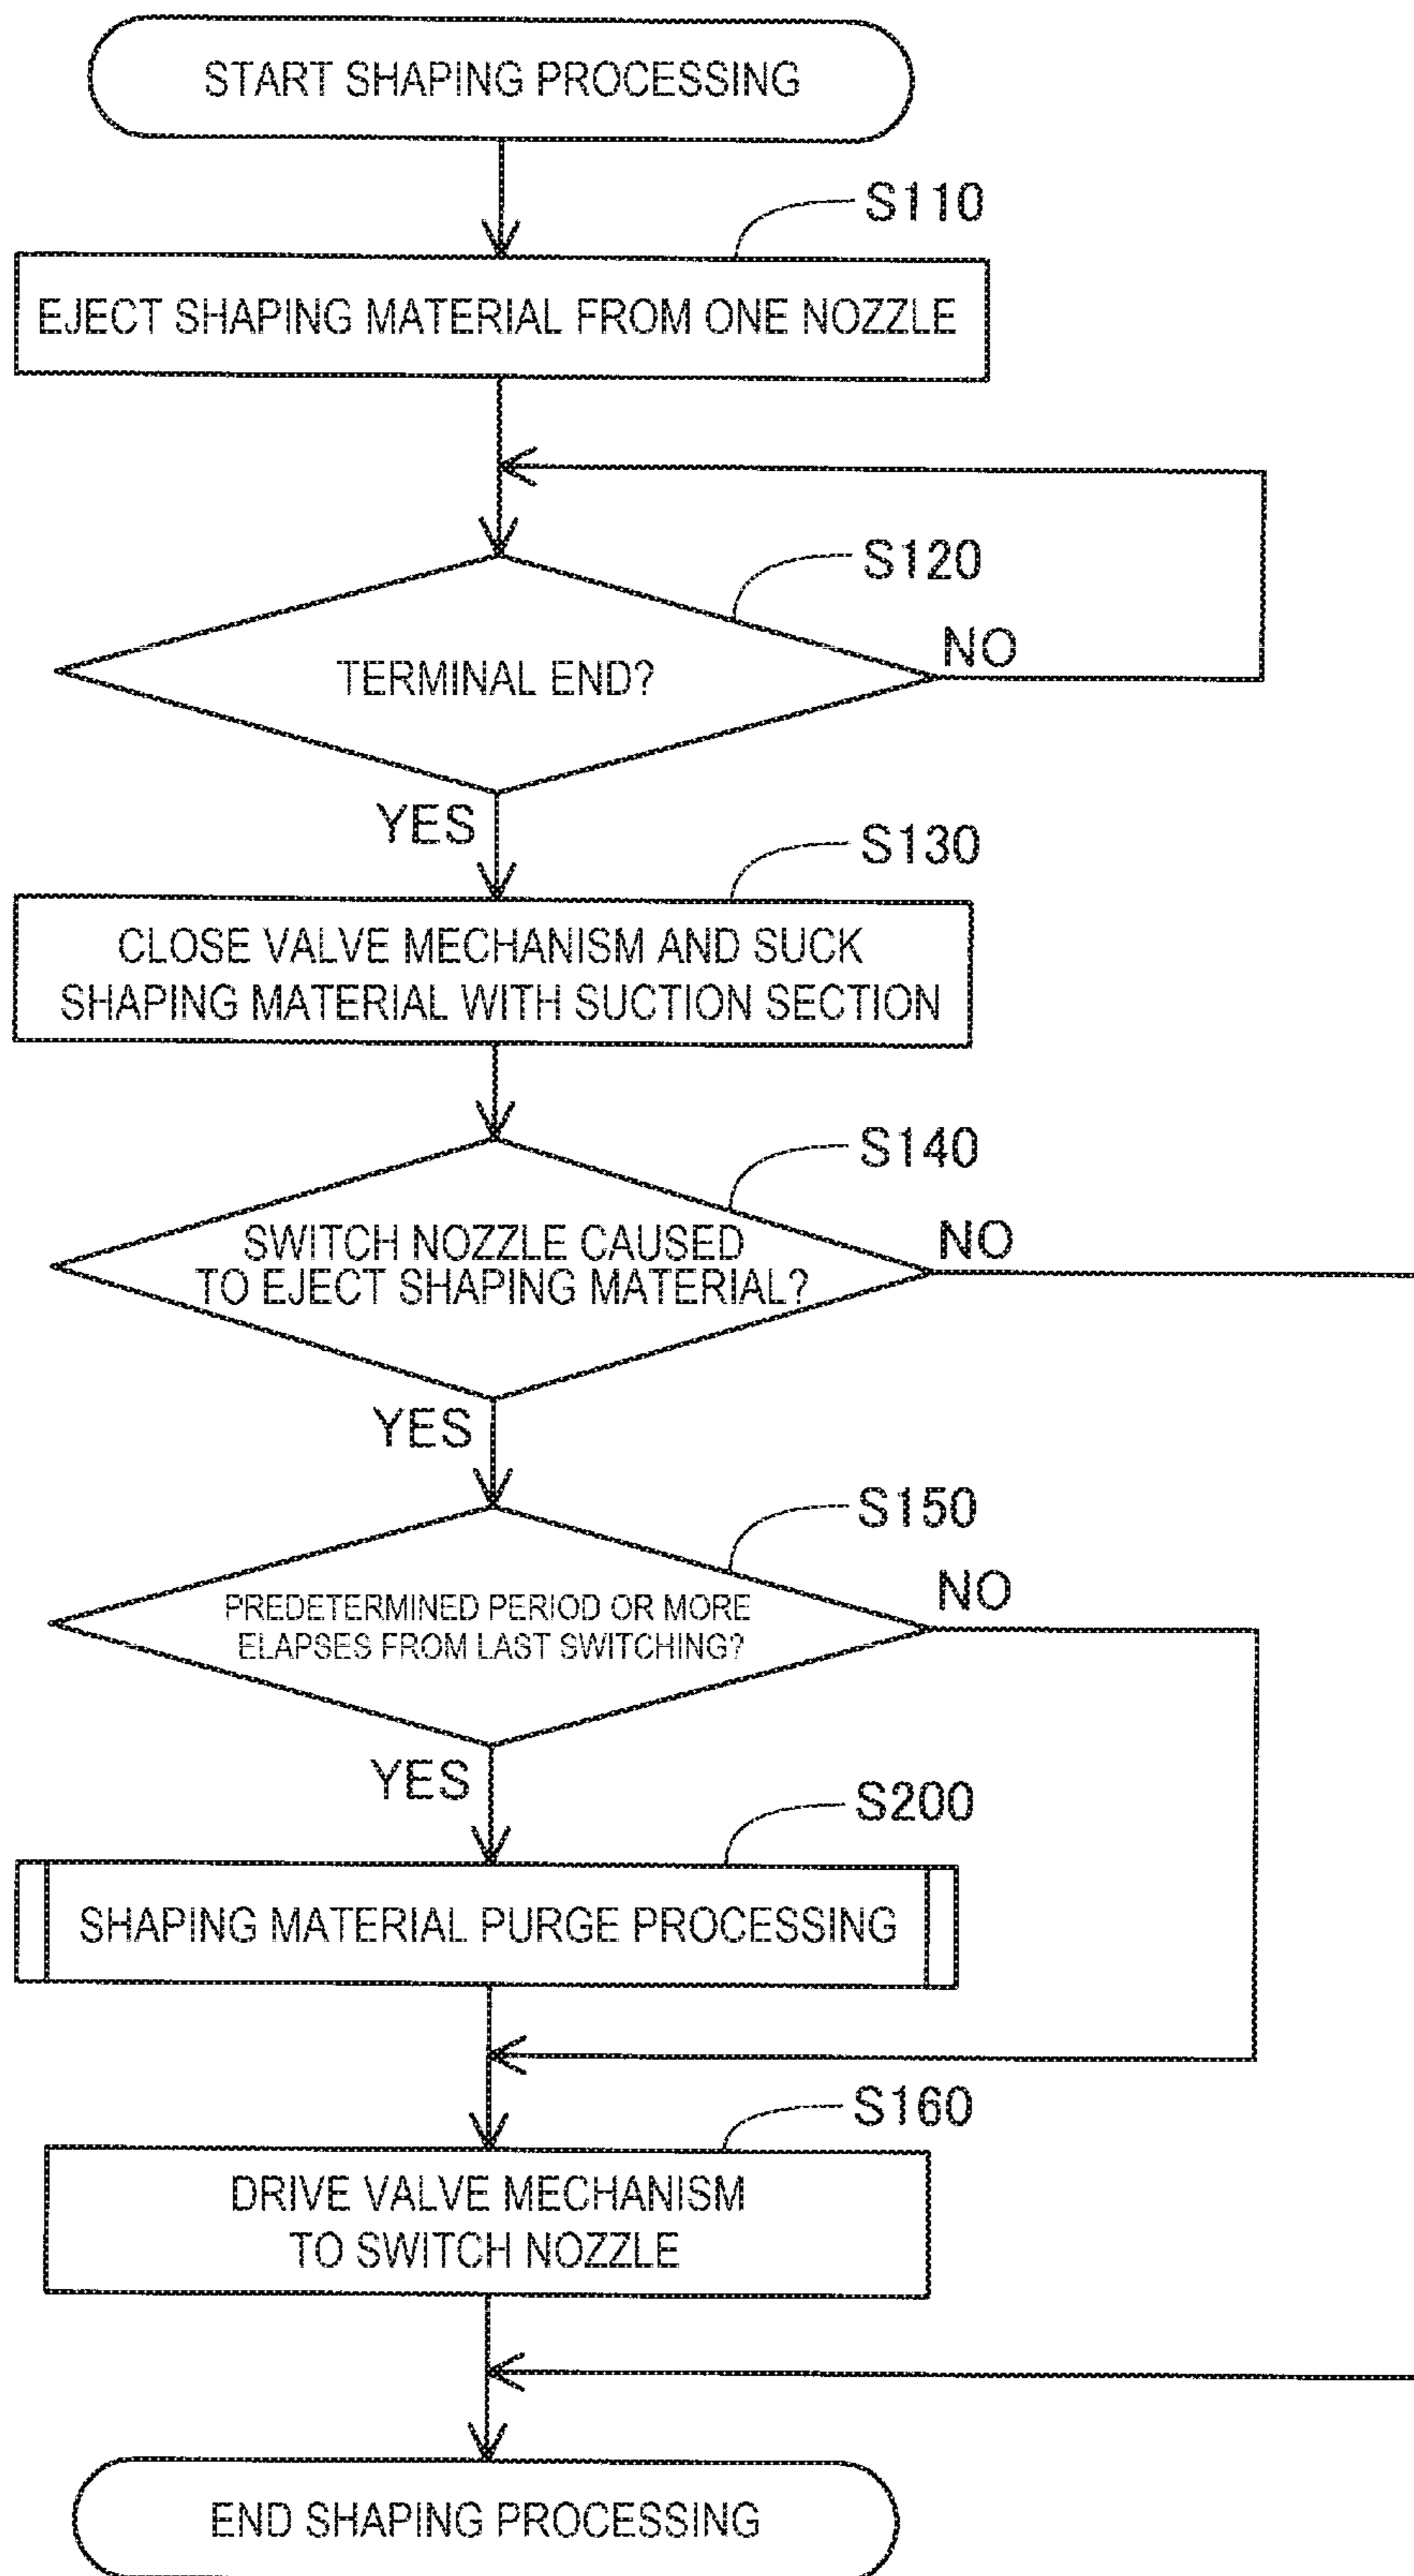 START SHAPING PROCESSING
S110
EJECT SHAPING MATERIAL FROM ONE NOZZLE
S120
TERMINAL END?
NO
YES
S130
CLOSE VALVE MECHANISM AND SUCK
SHAPING MATERIAL WITH SUCTION SECTION
S140
SWITCH NOZZLE CAUSED
TO EJECT SHAPING MATERIAL?
NO
YES
S150
PREDETERMINED PERIOD OR MORE
ELAPSES FROM LAST SWITCHING?
NO
YES
S200
SHAPING MATERIAL PURGE PROCESSING
S160
DRIVE VALVE MECHANISM
TO SWITCH NOZZLE
END SHAPING PROCESSING